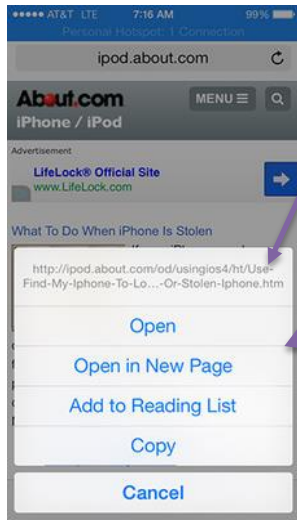 AT&T LTE 7:16 AM 99%
Personal Hotspot: 1 Connection
ipod.about.com
About.com
MENU
iPhone / iPod
Advertisement
LifeLock® Official Site
www.LifeLock.com
What To Do When iPhone Is Stolen
http://ipod.about.com/od/usingios4/ht/Use-
Find-My-Iphone-To-Lo...-Or-Stolen-Iphone.htm
Open
Open in New Page
Add to Reading List
Copy
Cancel